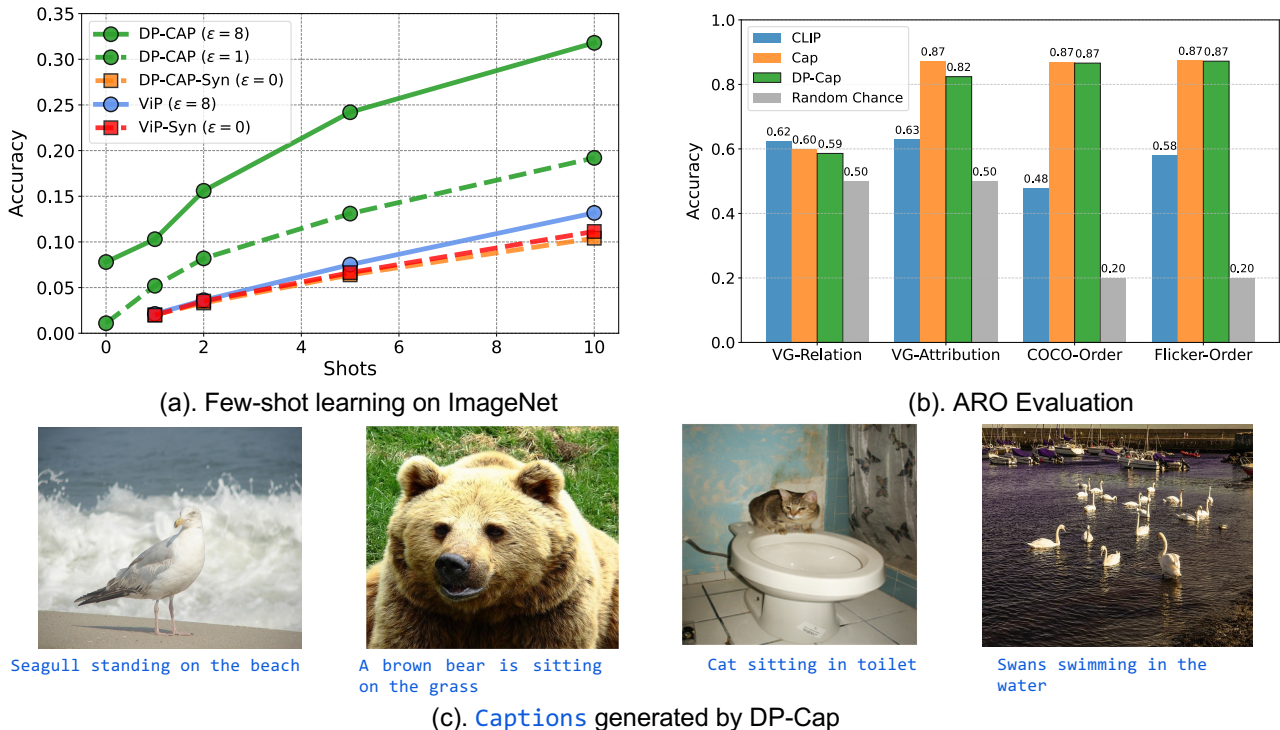 0.35
0.30
0.25
0.20
0.15
0.10
0.05
0.00
Accuracy
DP-CAP (ε = 8)
DP-CAP (ε = 1)
DP-CAP-Syn (ε = 0)
ViP (ε = 8)
ViP-Syn (ε = 0)
0 2 4 6 8 10
Shots
(a). Few-shot learning on ImageNet
1.0
0.8
0.6
0.4
0.2
0.0
Accuracy
CLIP
Cap
DP-Cap
Random Chance
0.62 0.60 0.59 0.50
0.63 0.87 0.82 0.50
0.48 0.87 0.87 0.20
0.58 0.87 0.87 0.20
VG-Relation VG-Attribution COCO-Order Flicker-Order
(b). ARO Evaluation
Seagull standing on the beach
A brown bear is sitting
on the grass
Cat sitting in toilet
Swans swimming in the
water
(c). Captions generated by DP-Cap